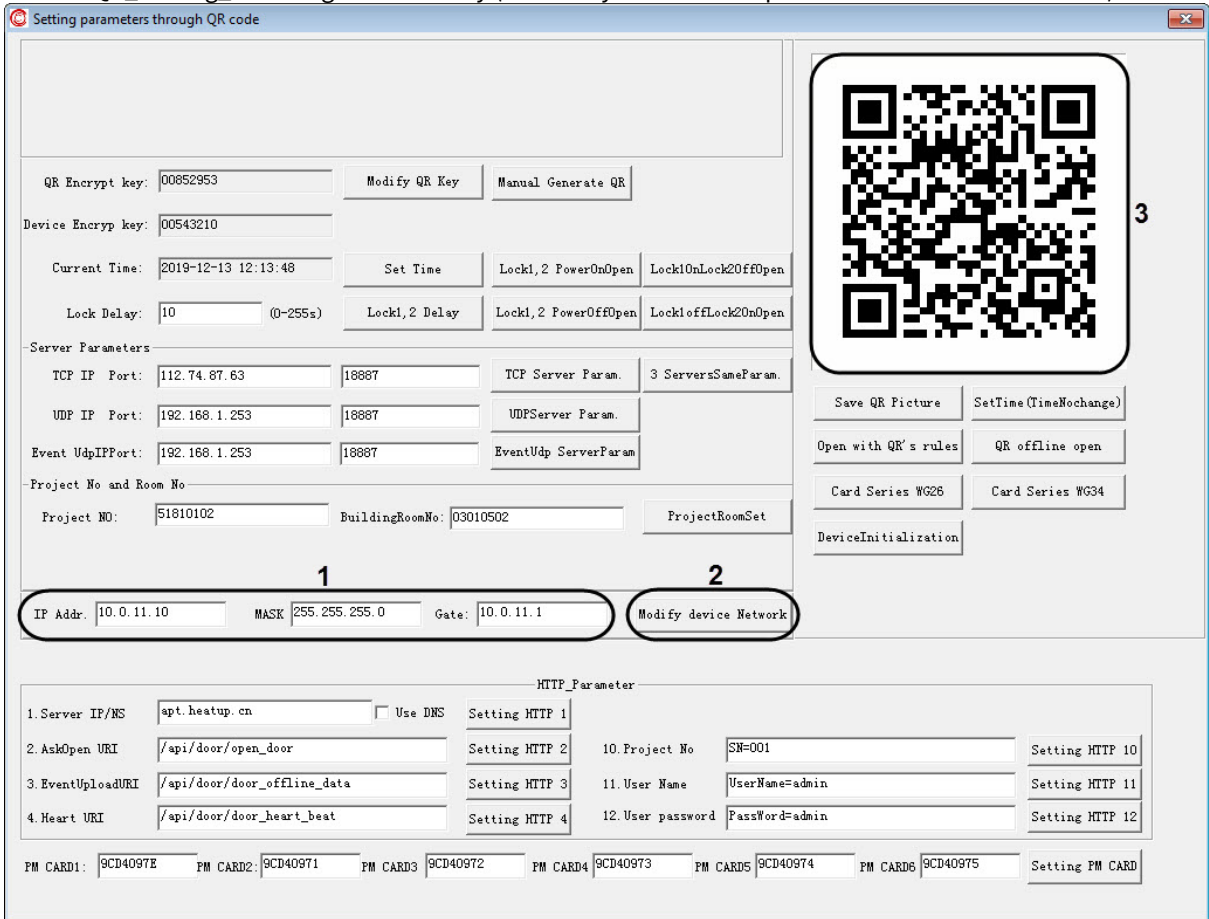 Setting parameters through QR code
QR Encrypt key: 00852953 Modify QR Key Manual Generate QR
Device Encryp key: 00543210
3
Current Time: 2019-12-13 12:13:48 Set Time Lock1,2 PowerOnOpen Lock1OnLock2OffOpen
Lock Delay: 10 (0-255s) Lock1,2 Delay Lock1,2 PowerOffOpen Lock1offLock2OnOpen
Server Parameters
TCP IP Port: 112.74.87.63 18887 TCP Server Param. 3 ServersSameParam.
UDP IP Port: 192.168.1.253 18887 UDPServer Param.
Event UdpIPPort: 192.168.1.253 18887 EventUdp ServerParam
Save QR Picture SetTime(TimeNochange)
Open with QR's rules QR offline open
Card Series WG26 Card Series WG34
DeviceInitialization
Project No and Room No
Project NO: 51810102 BuildingRoomNo: 03010502 ProjectRoomSet
1 2
IP Addr. 10.0.11.10 MASK 255.255.255.0 Gate: 10.0.11.1 Modify device Network
HTTP_Parameter
1.Server IP/NS apt.heatup.cn Use DNS Setting HTTP 1
2.AskOpen URI /api/door/open_door Setting HTTP 2 10.Project No SN=001 Setting HTTP 10
3.EventUploadURI /api/door/door_offline_data Setting HTTP 3 11.User Name UserName=admin Setting HTTP 11
4.Heart URI /api/door/door_heart_beat Setting HTTP 4 12.User password PassWord=admin Setting HTTP 12
PM CARD1: 9CD4097E PM CARD2: 9CD40971 PM CARD3 9CD40972 PM CARD4 9CD40973 PM CARD5 9CD40974 PM CARD6 9CD40975 Setting PM CARD